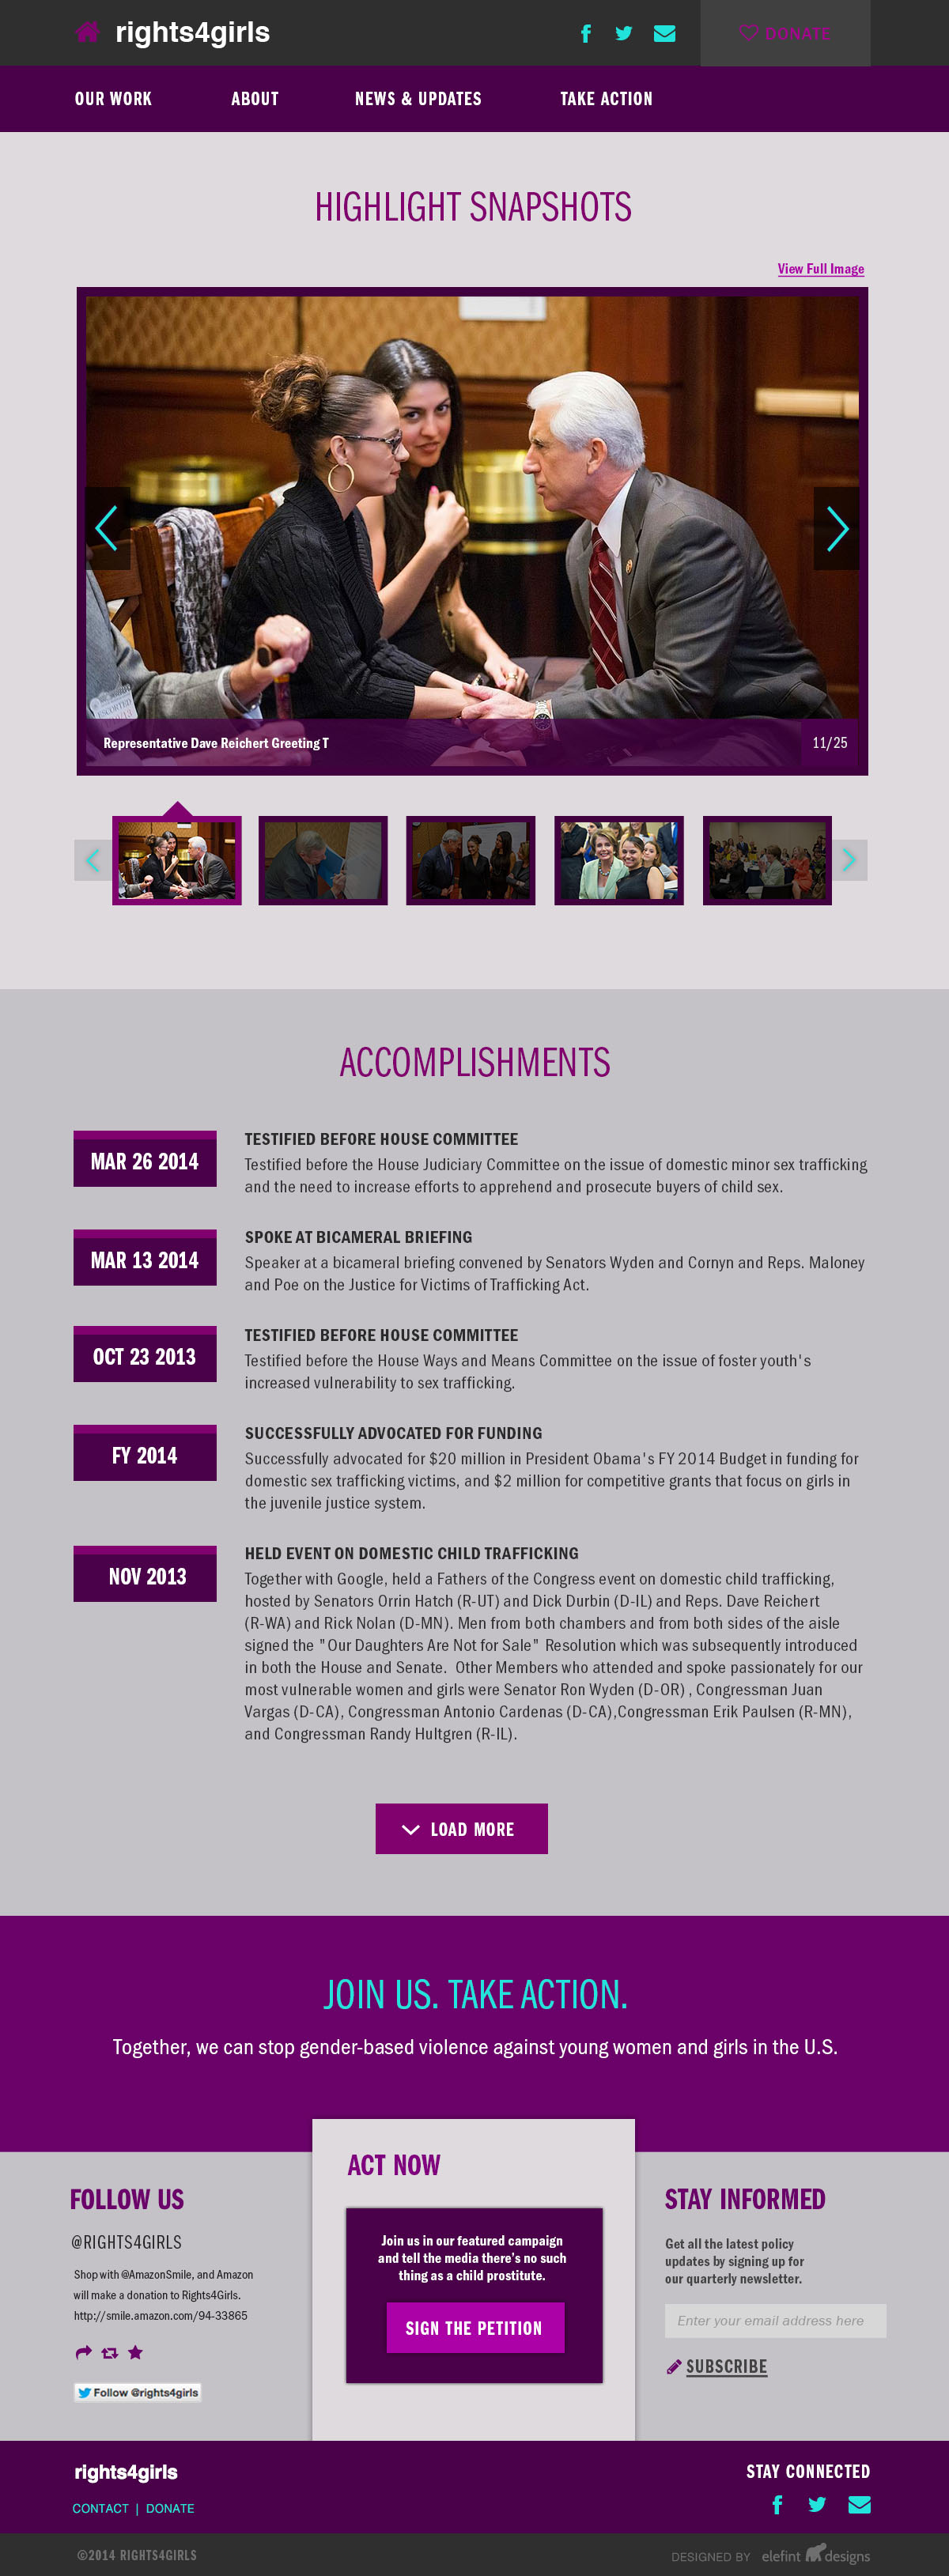 rights4girls
DONATE
OUR WORK
ABOUT
NEWS & UPDATES
TAKE ACTION
HIGHLIGHT SNAPSHOTS
View Full Image
ESCORTED
Representative Dave Reichert Greeting T
11/25
ACCOMPLISHMENTS
MAR 26 2014
TESTIFIED BEFORE HOUSE COMMITTEE
Testified before the House Judiciary Committee on the issue of domestic minor sex trafficking
and the need to increase efforts to apprehend and prosecute buyers of child sex.
MAR 13 2014
SPOKE AT BICAMERAL BRIEFING
Speaker at a bicameral briefing convened by Senators Wyden and Cornyn and Reps. Maloney
and Poe on the Justice for Victims of Trafficking Act.
OCT 23 2013
TESTIFIED BEFORE HOUSE COMMITTEE
Testified before the House Ways and Means Committee on the issue of foster youth's
increased vulnerability to sex trafficking.
FY 2014
SUCCESSFULLY ADVOCATED FOR FUNDING
Successfully advocated for $20 million in President Obama's FY 2014 Budget in funding for
domestic sex trafficking victims, and $2 million for competitive grants that focus on girls in
the juvenile justice system.
NOV 2013
HELD EVENT ON DOMESTIC CHILD TRAFFICKING
Together with Google, held a Fathers of the Congress event on domestic child trafficking,
hosted by Senators Orrin Hatch (R-UT) and Dick Durbin (D-IL) and Reps. Dave Reichert
(R-WA) and Rick Nolan (D-MN). Men from both chambers and from both sides of the aisle
signed the "Our Daughters Are Not for Sale" Resolution which was subsequently introduced
in both the House and Senate.  Other Members who attended and spoke passionately for our
most vulnerable women and girls were Senator Ron Wyden (D-OR) , Congressman Juan
Vargas (D-CA), Congressman Antonio Cardenas (D-CA),Congressman Erik Paulsen (R-MN),
and Congressman Randy Hultgren (R-IL).
LOAD MORE
JOIN US. TAKE ACTION.
Together, we can stop gender-based violence against young women and girls in the U.S.
FOLLOW US
@RIGHTS4GIRLS
Shop with @AmazonSmile, and Amazon
will make a donation to Rights4Girls.
http://smile.amazon.com/94-33865
Follow @rights4girls
ACT NOW
Join us in our featured campaign
and tell the media there's no such
thing as a child prostitute.
SIGN THE PETITION
STAY INFORMED
Get all the latest policy
updates by signing up for
our quarterly newsletter.
Enter your email address here
SUBSCRIBE
rights4girls
CONTACT | DONATE
STAY CONNECTED
©2014 RIGHTS4GIRLS
DESIGNED BY elefint designs